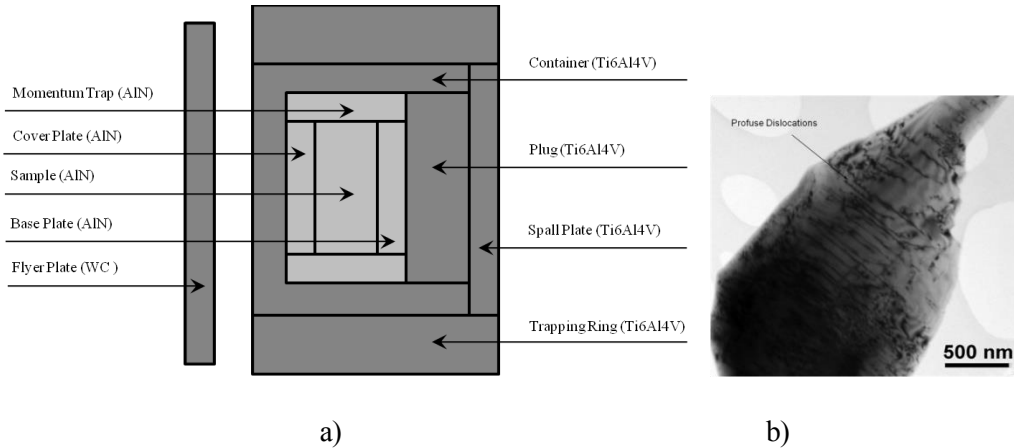 Momentum Trap (AlN)
Cover Plate (AlN)
Sample (AlN)
Base Plate (AlN)
Flyer Plate (WC )
Container (Ti6Al4V)
Plug (Ti6Al4V)
Spall Plate (Ti6Al4V)
Trapping Ring (Ti6Al4V)
Profuse Dislocations
500 nm
a)
b)